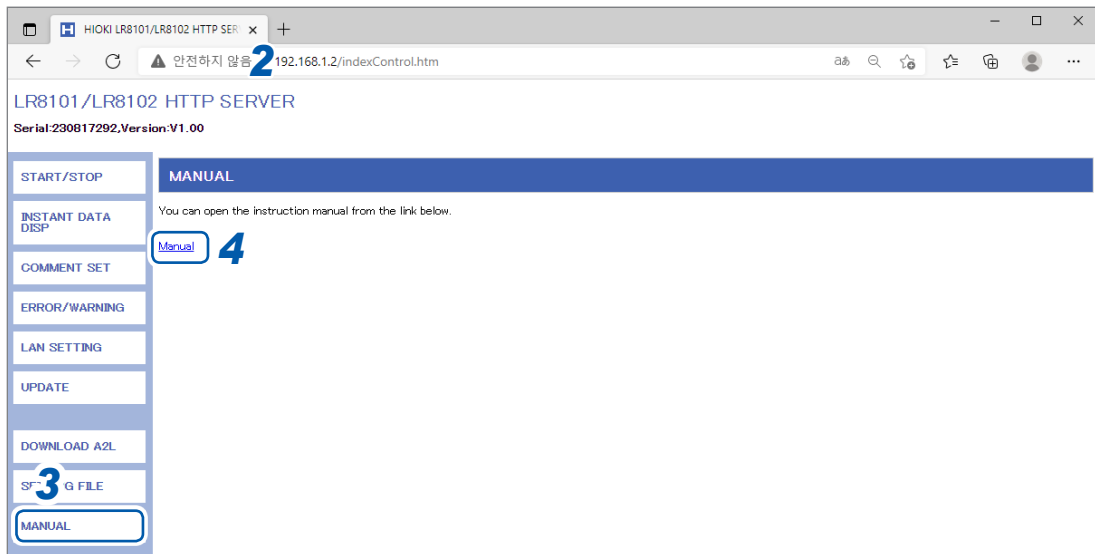 HIOKI LR8101/LR8102 HTTP SER
안전하지 않음 2 192.168.1.2/indexControl.htm
LR8101/LR8102 HTTP SERVER
Serial:230817292,Version:V1.00
START/STOP
MANUAL
INSTANT DATA
DISP
You can open the instruction manual from the link below.
Manual 4
COMMENT SET
ERROR/WARNING
LAN SETTING
UPDATE
DOWNLOAD A2L
3 G FILE
MANUAL